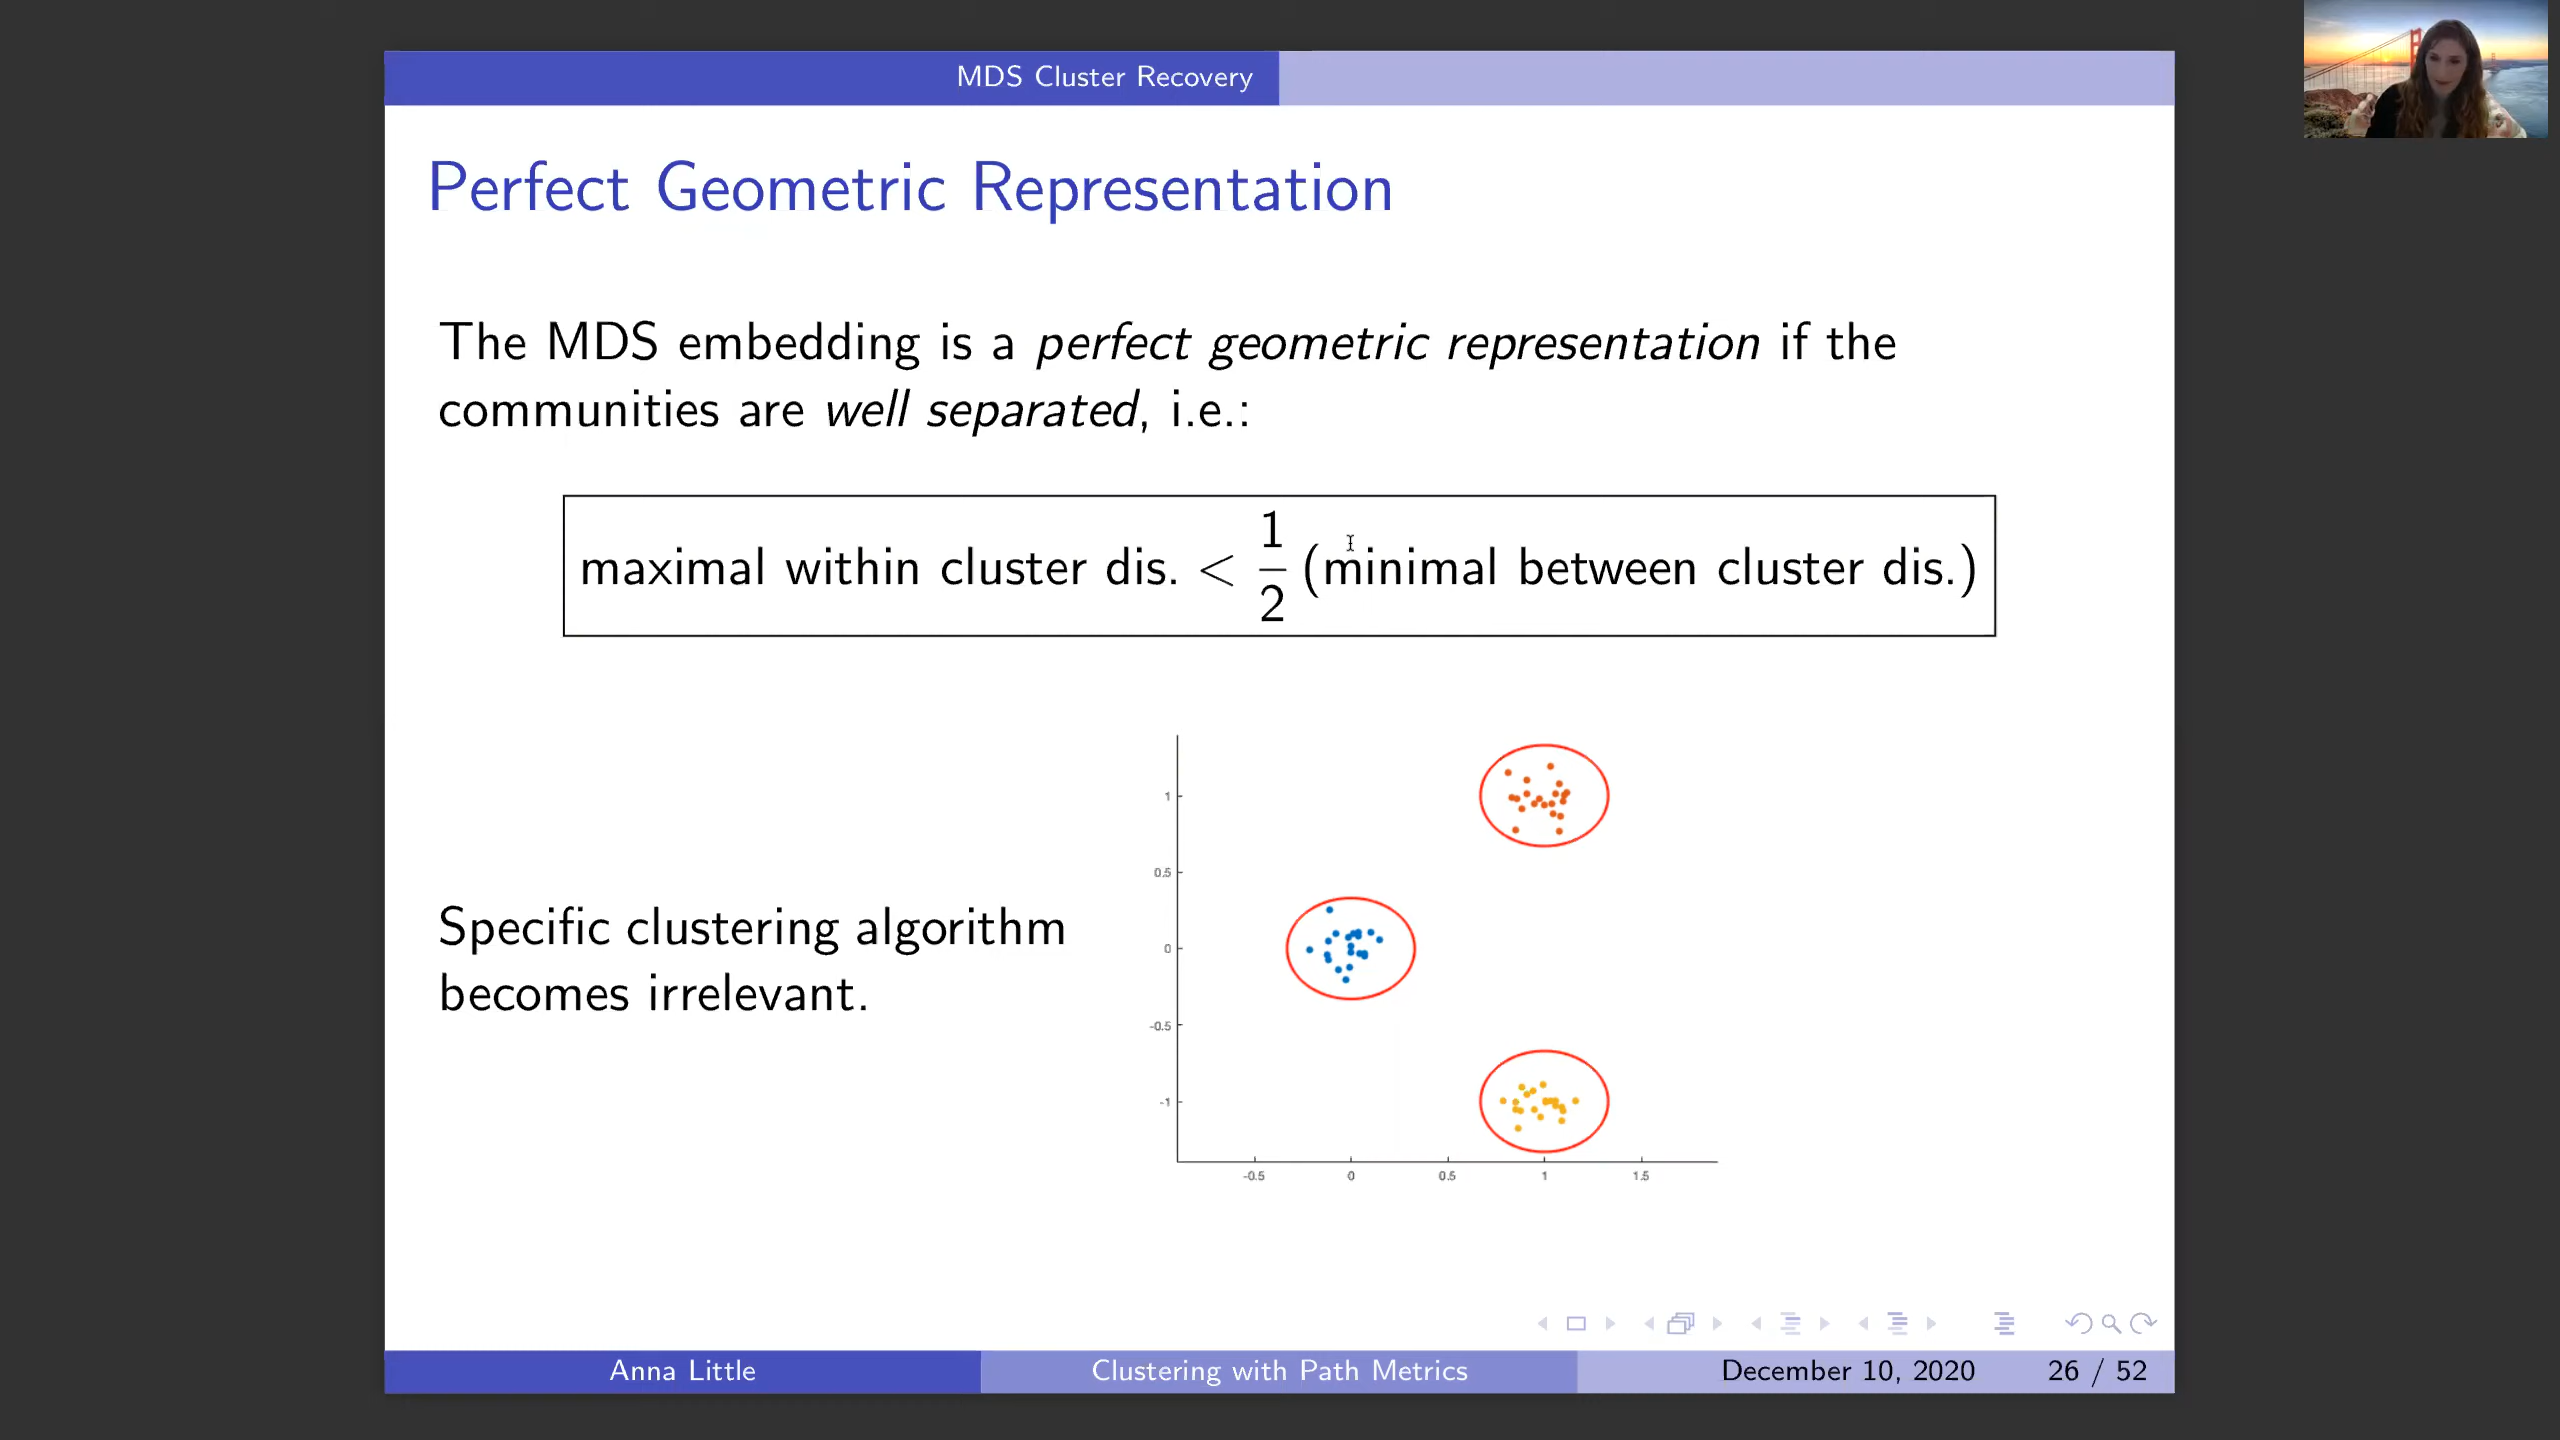 MDS Cluster Recovery
Perfect Geometric Representation
The MDS embedding is a perfect geometric representation if the
communities are well separated, i.e.:
maximal within cluster dis. < 1/2 (minimal between cluster dis.)
Specific clustering algorithm
becomes irrelevant.
1
0.5
0
-0.5
-1
-0.5 0 0.5 1 1.5
Anna Little Clustering with Path Metrics December 10, 2020 26 / 52